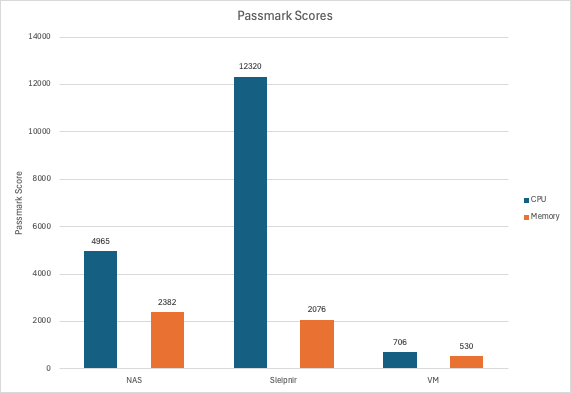 Passmark Scores
14000
12000
10000
8000
6000
4000
2000
0
Passmark Score
4965
2382
12320
2076
706
530
NAS
Sleipnir
VM
CPU
Memory